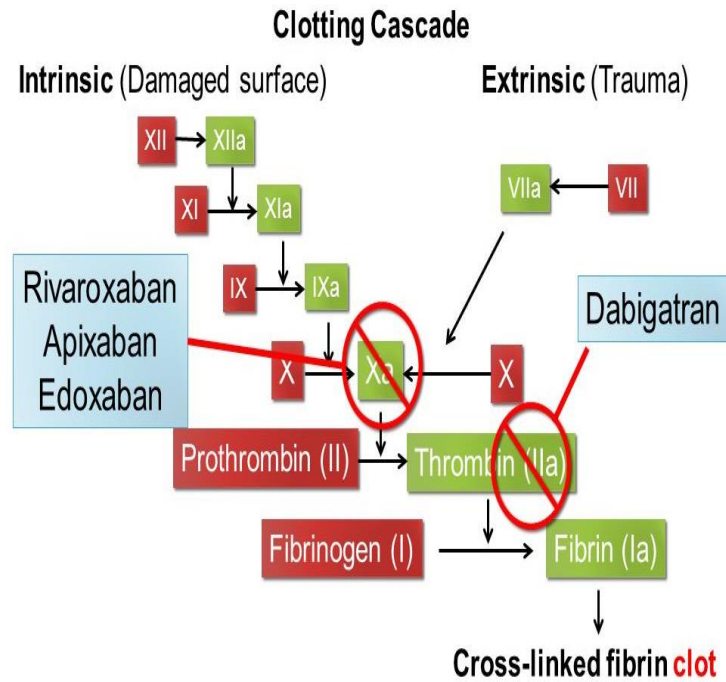 Clotting Cascade
Intrinsic (Damaged surface)
Extrinsic (Trauma)
XII
XIIa
XI
XIa
IX
IXa
VIIa
VII
Rivaroxaban
Apixaban
Edoxaban
Dabigatran
X
Xa
X
Prothrombin (II)
Thrombin (IIa)
Fibrinogen (I)
Fibrin (Ia)
Cross-linked fibrin clot